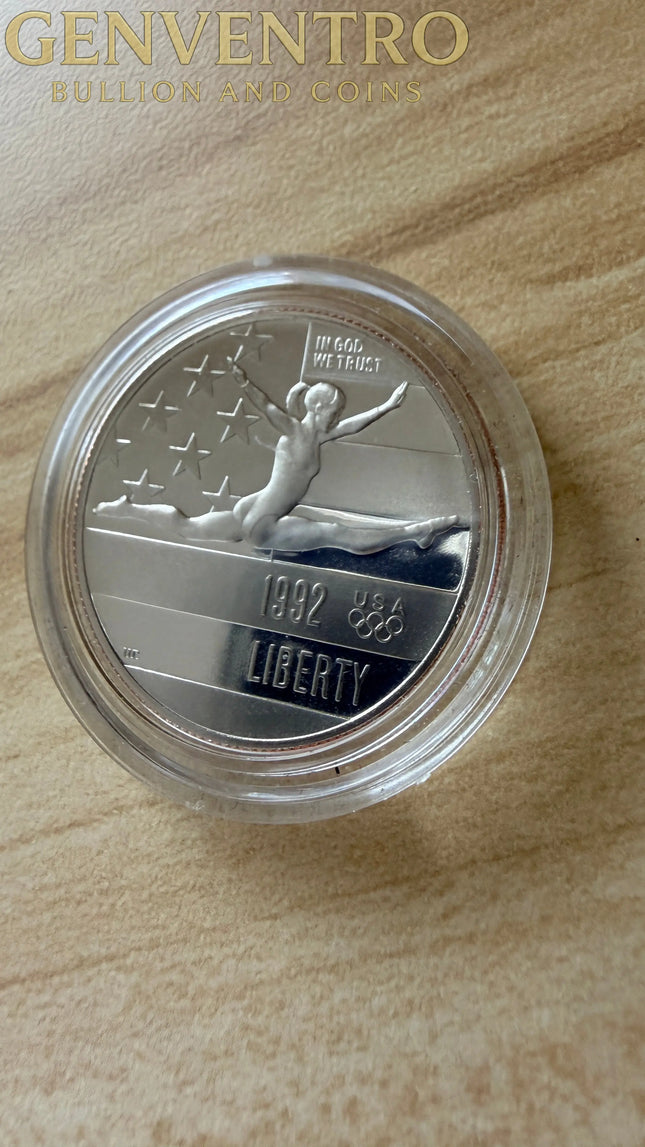 GENVENTRO
BULLION AND COINS
IN GOD
WE TRUST
1992
USA
LIBERTY